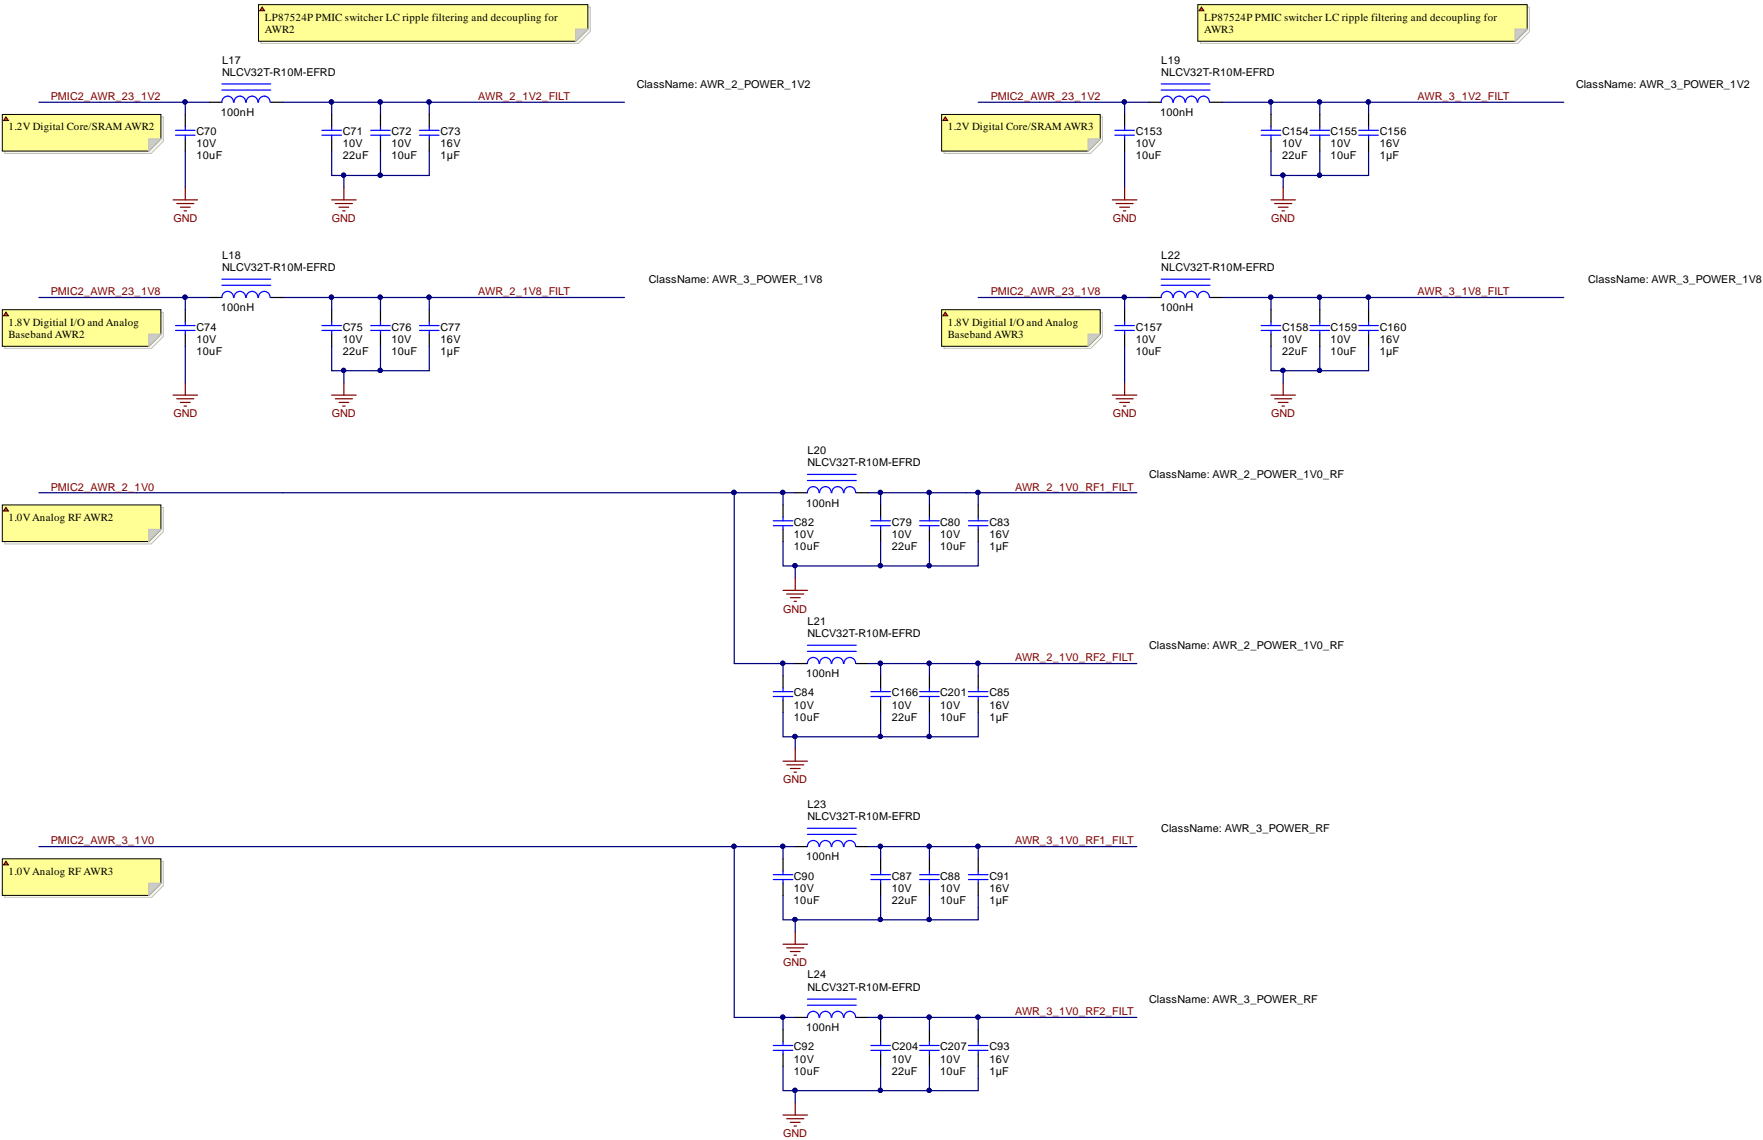 LP87524P PMIC switcher LC ripple filtering and decoupling for
AWR2
L17
NLCV32T-R10M-EFRD
100nH
ClassName: AWR_2_POWER_1V2
PMIC2_AWR_23_1V2
AWR_2_1V2_FILT
1.2V Digital Core/SRAM AWR2
C70
10V
10uF
C71
10V
22uF
C72
10V
10uF
C73
16V
1µF
GND
GND
LP87524P PMIC switcher LC ripple filtering and decoupling for
AWR3
L19
NLCV32T-R10M-EFRD
100nH
ClassName: AWR_3_POWER_1V2
PMIC2_AWR_23_1V2
AWR_3_1V2_FILT
1.2V Digital Core/SRAM AWR3
C153
10V
10uF
C154
10V
22uF
C155
10V
10uF
C156
16V
1µF
GND
GND
L18
NLCV32T-R10M-EFRD
100nH
ClassName: AWR_3_POWER_1V8
PMIC2_AWR_23_1V8
AWR_2_1V8_FILT
1.8V Digitial I/O and Analog
Baseband AWR2
C74
10V
10uF
C75
10V
22uF
C76
10V
10uF
C77
16V
1µF
GND
GND
L22
NLCV32T-R10M-EFRD
100nH
ClassName: AWR_3_POWER_1V8
PMIC2_AWR_23_1V8
AWR_3_1V8_FILT
1.8V Digitial I/O and Analog
Baseband AWR3
C157
10V
10uF
C158
10V
22uF
C159
10V
10uF
C160
16V
1µF
GND
GND
L20
NLCV32T-R10M-EFRD
100nH
ClassName: AWR_2_POWER_1V0_RF
PMIC2_AWR_2_1V0
AWR_2_1V0_RF1_FILT
1.0V Analog RF AWR2
C82
10V
10uF
C79
10V
22uF
C80
10V
10uF
C83
16V
1µF
GND
L21
NLCV32T-R10M-EFRD
100nH
ClassName: AWR_2_POWER_1V0_RF
AWR_2_1V0_RF2_FILT
C84
10V
10uF
C166
10V
22uF
C201
10V
10uF
C85
16V
1µF
GND
L23
NLCV32T-R10M-EFRD
100nH
ClassName: AWR_3_POWER_RF
PMIC2_AWR_3_1V0
AWR_3_1V0_RF1_FILT
1.0V Analog RF AWR3
C90
10V
10uF
C87
10V
22uF
C88
10V
10uF
C91
16V
1µF
GND
L24
NLCV32T-R10M-EFRD
100nH
ClassName: AWR_3_POWER_RF
AWR_3_1V0_RF2_FILT
C92
10V
10uF
C204
10V
22uF
C207
10V
10uF
C93
16V
1µF
GND